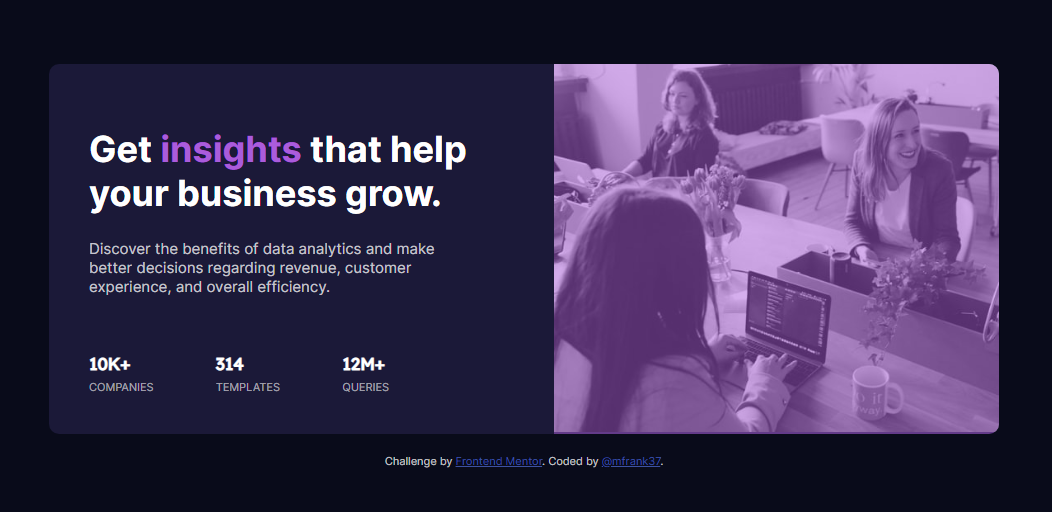 Get insights that help
your business grow.
Discover the benefits of data analytics and make
better decisions regarding revenue, customer
experience, and overall efficiency.
10K+
COMPANIES
314
TEMPLATES
12M+
QUERIES
Challenge by Frontend Mentor. Coded by @mfrank37.